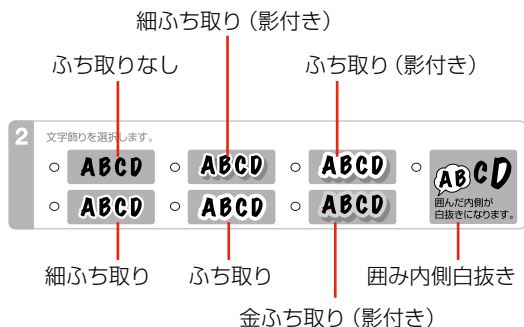 細ふち取り（影付き）
ふち取りなし
ふち取り（影付き）
2
文字飾りを選択します。
ABCD
ABCD
ABCD
ABCD
囲んだ内側が
白抜きになります。
ABCD
ABCD
ABCD
細ふち取り
ふち取り
囲み内側白抜き
金ふち取り（影付き）